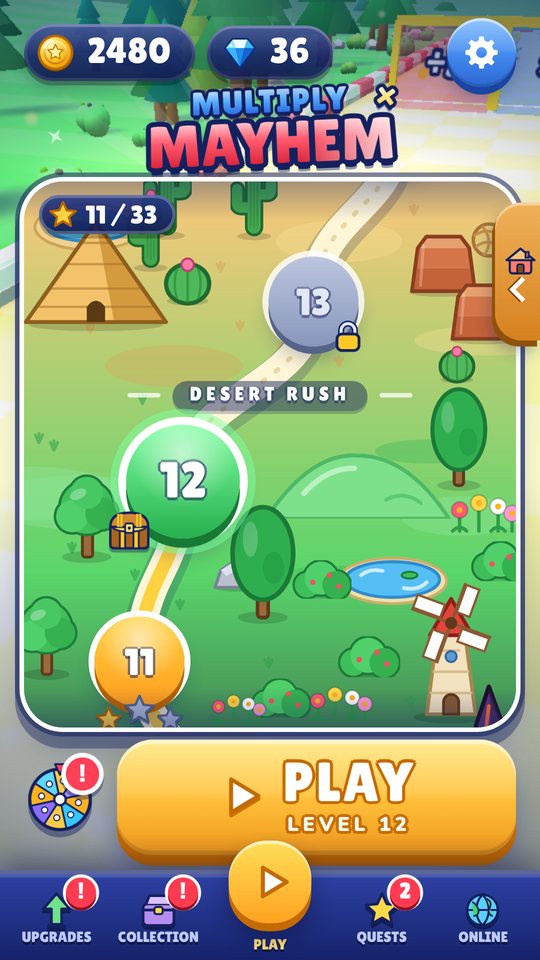 2480
36
MULTIPLY ×
MAYHEM
11 / 33
13
DESERT RUSH
12
11
!
PLAY
LEVEL 12
!
!
2
UPGRADES
COLLECTION
PLAY
QUESTS
ONLINE